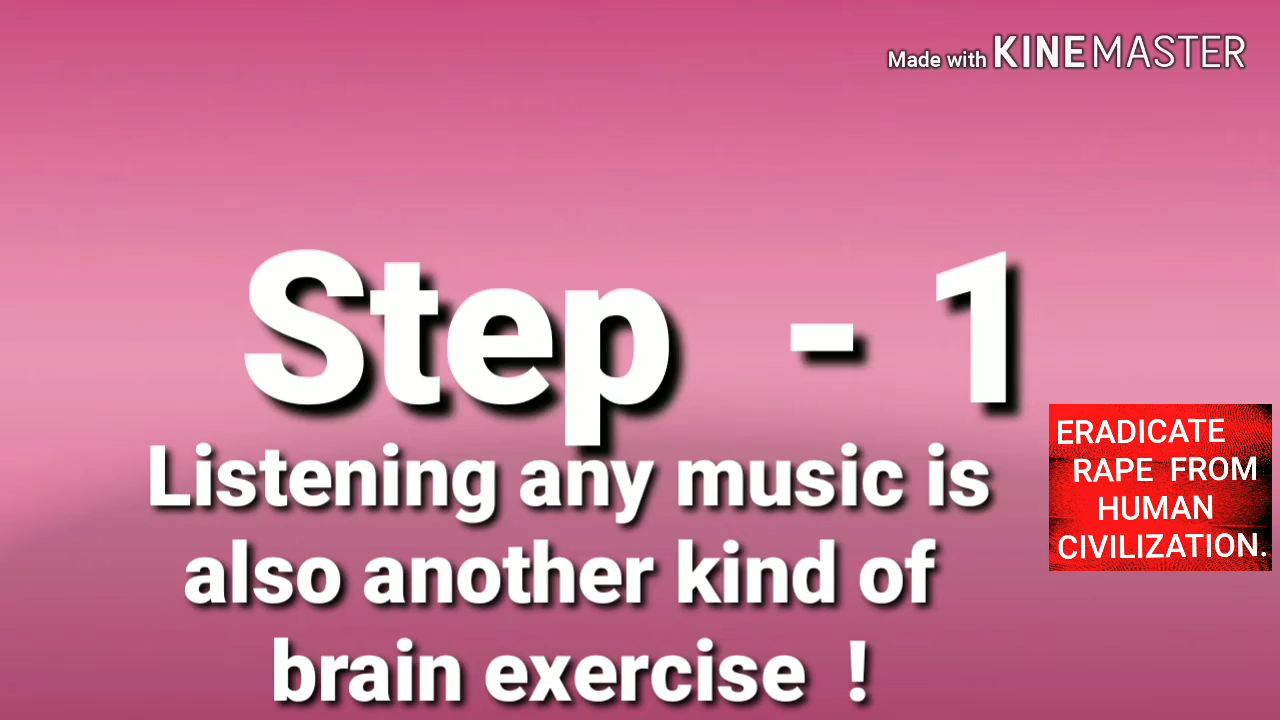 Made with KINEMASTER
Step - 1
Listening any music is
also another kind of
brain exercise !
ERADICATE
RAPE FROM
HUMAN
CIVILIZATION.